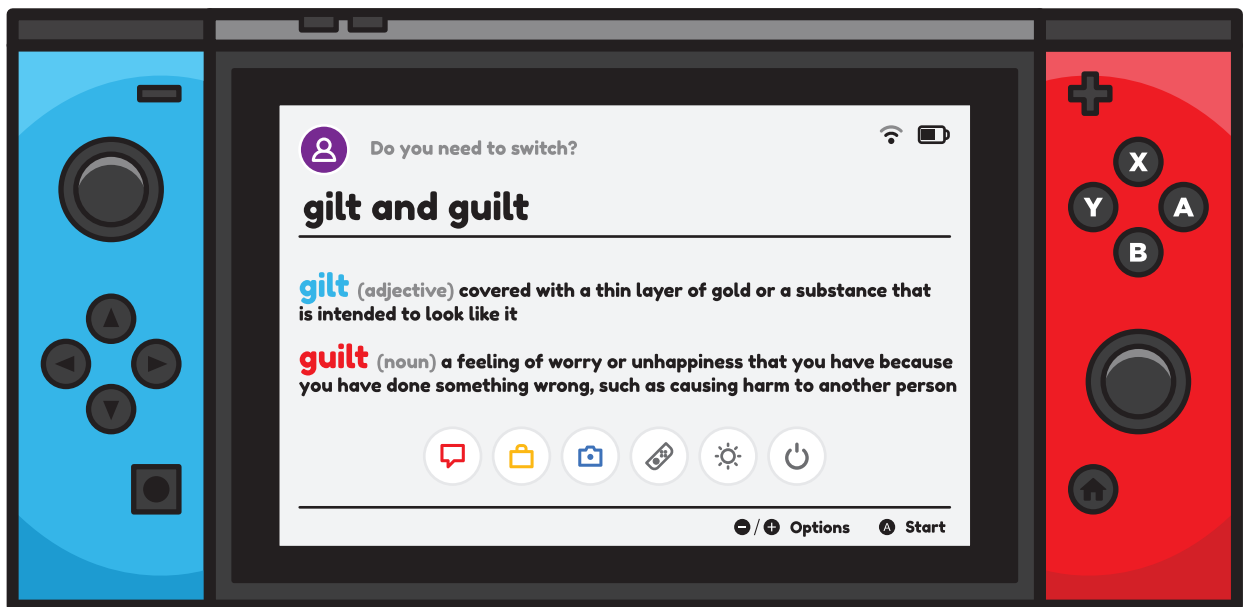 Do you need to switch?
gilt and guilt
gilt (adjective) covered with a thin layer of gold or a substance that
is intended to look like it
guilt (noun) a feeling of worry or unhappiness that you have because
you have done something wrong, such as causing harm to another person
/ Options A Start
X
Y A
B